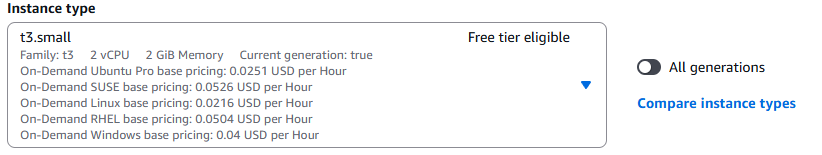 Instance type
t3.small Free tier eligible
Family: t3 2 vCPU 2 GiB Memory Current generation: true
On-Demand Ubuntu Pro base pricing: 0.0251 USD per Hour
On-Demand SUSE base pricing: 0.0526 USD per Hour
On-Demand Linux base pricing: 0.0216 USD per Hour
On-Demand RHEL base pricing: 0.0504 USD per Hour
On-Demand Windows base pricing: 0.04 USD per Hour
All generations
Compare instance types